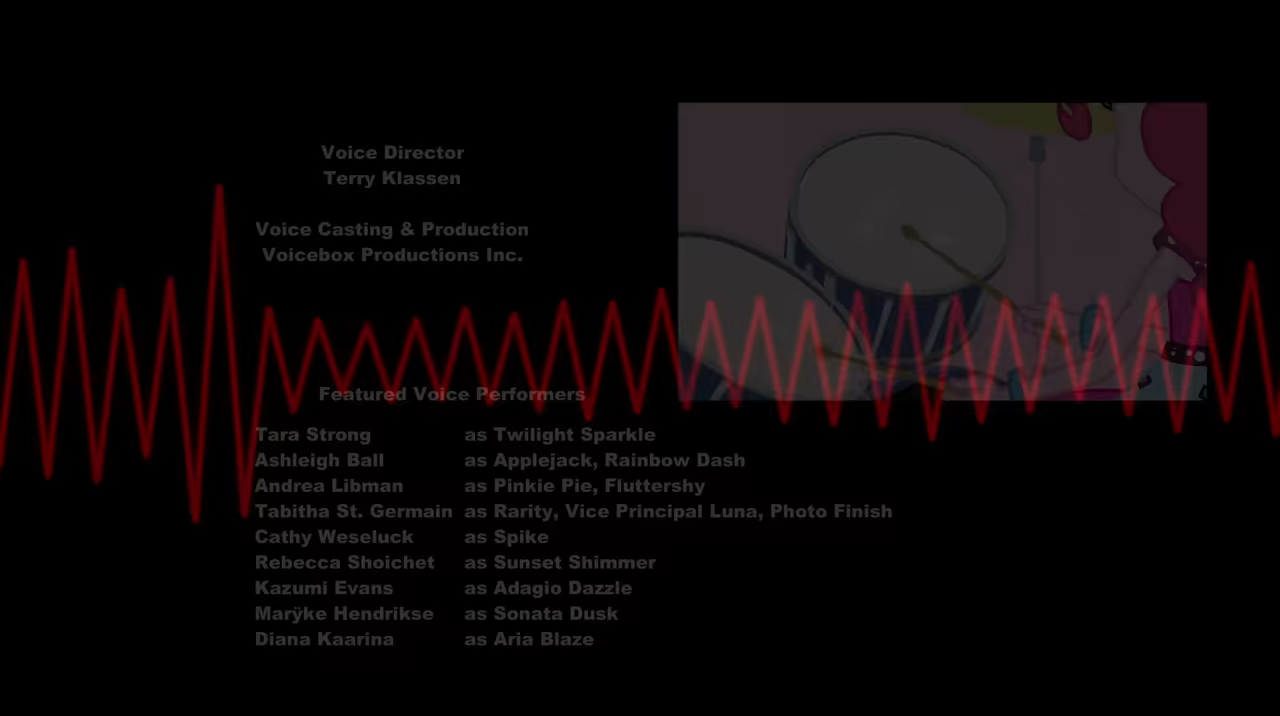 Voice Director
Terry Klassen
Voice Casting & Production
Voicebox Productions Inc.
Featured Voice Performers
Tara Strong as Twilight Sparkle
Ashleigh Ball as Applejack, Rainbow Dash
Andrea Libman as Pinkie Pie, Fluttershy
Tabitha St. Germain as Rarity, Vice Principal Luna, Photo Finish
Cathy Weseluck as Spike
Rebecca Shoichet as Sunset Shimmer
Kazumi Evans as Adagio Dazzle
Marÿke Hendrikse as Sonata Dusk
Diana Kaarina as Aria Blaze